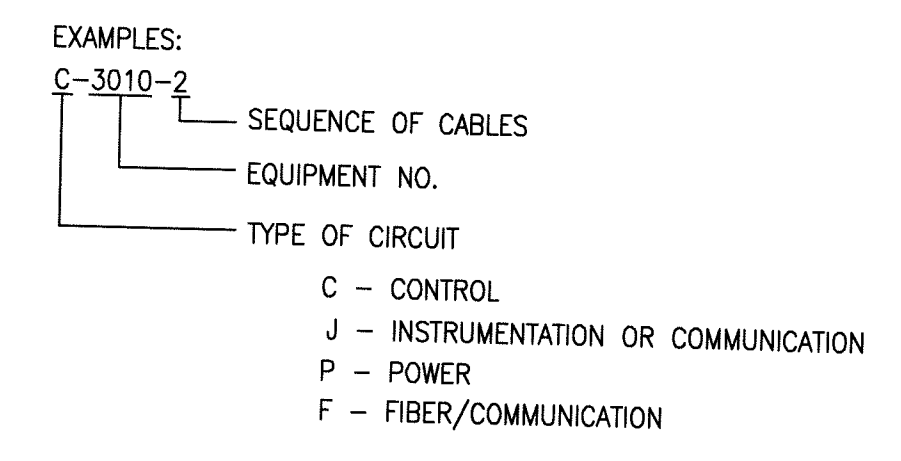 EXAMPLES:
C-3010-2
SEQUENCE OF CABLES
EQUIPMENT NO.
TYPE OF CIRCUIT
C - CONTROL
J - INSTRUMENTATION OR COMMUNICATION
P - POWER
F - FIBER/COMMUNICATION